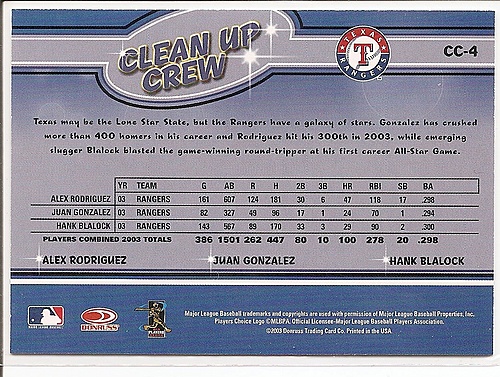 CLEAN UP
CREW
TEXAS
T
RANGERS
CC-4
Texas may be the Lone Star State, but the Rangers have a galaxy of stars. Gonzalez has crushed
more than 400 homers in his career and Rodriguez hit his 300th in 2003, while emerging
slugger Blalock blasted the game-winning round-tripper at his first career All-Star Game.
YR TEAM G AB R H 2B 3B HR RBI SB BA
ALEX RODRIGUEZ 03 RANGERS 161 607 124 181 30 6 47 118 17 .298
JUAN GONZALEZ 03 RANGERS 82 327 49 96 17 1 24 70 1 .294
HANK BLALOCK 03 RANGERS 143 567 89 170 33 3 29 90 2 .300
PLAYERS COMBINED 2003 TOTALS 386 1501 262 447 80 10 100 278 20 .298
ALEX RODRIGUEZ JUAN GONZALEZ HANK BLALOCK
DONRUSS
Major League Baseball trademarks and copyrights are used with permission of Major League Baseball Properties, Inc.
Players Choice Logo ©MLBPA. Official Licensee-Major League Baseball Players Association.
©2003 Donruss Trading Card Co. Printed in the USA.